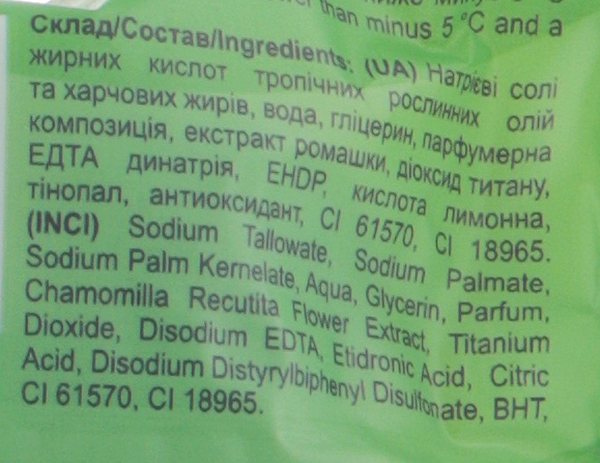 than minus 5 °C and a
Склад/Состав/Ingredients: (UA) Натрієві солі
жирних кислот тропічних рослинних олій
та харчових жирів, вода, гліцерин, парфумерна
композиція, екстракт ромашки, діоксид титану,
ЕДТА динатрія, EHDP, кислота лимонна,
тінопал, антиоксидант, CI 61570, CI 18965.
(INCI) Sodium Tallowate, Sodium Palmate,
Sodium Palm Kernelate, Aqua, Glycerin, Parfum,
Chamomilla Recutita Flower Extract, Titanium
Dioxide, Disodium EDTA, Etidronic Acid, Citric
Acid, Disodium Distyrylbiphenyl Disulfonate, BHT,
CI 61570, CI 18965.